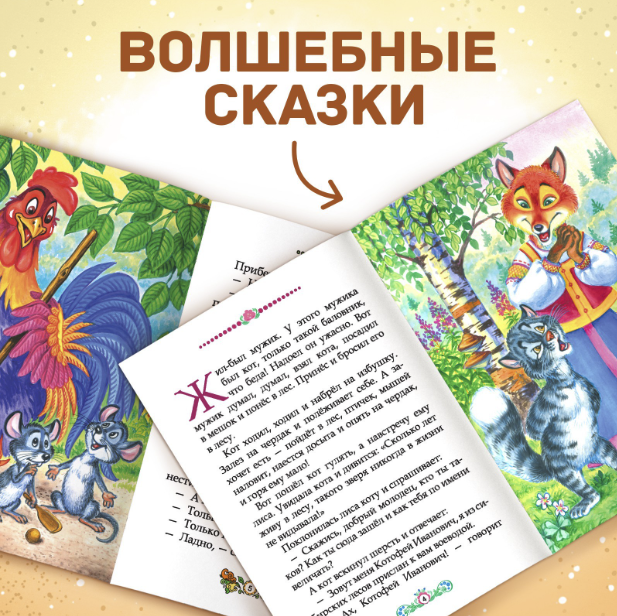 ВОЛШЕБНЫЕ
СКАЗКИ
Прибе
нести
— А
— Только
— Только
— Ладно, —
Жил-был мужик. У этого мужика
был кот, только такой баловник,
что беда! Надоел он ужасно. Вот
мужик думал, думал, взял кота, посадил
в мешок и понёс в лес. Принёс и бросил его
в лесу.
Кот ходил, ходил и набрёл на избушку.
Залез на чердак и полёживает себе. А за-
хочет есть — пойдёт в лес, птичек, мышей
наловит, наестся досыта и опять на чердак,
и горя ему мало!
Вот пошёл кот гулять, а навстречу ему
лиса. Увидала кота и дивится: «Сколько лет
живу в лесу, такого зверя никогда в жизни
не видывала!»
Поклонилась лиса коту и спрашивает:
— Скажись, добрый молодец, кто ты та-
ков? Как ты сюда зашёл и как тебя по имени
величать?
А кот вскинул шерсть и отвечает:
— Зовут меня Котофей Иванович, я из си-
бирских лесов прислан к вам воеводой.
— Ах, Котофей Иванович! — говорит
4